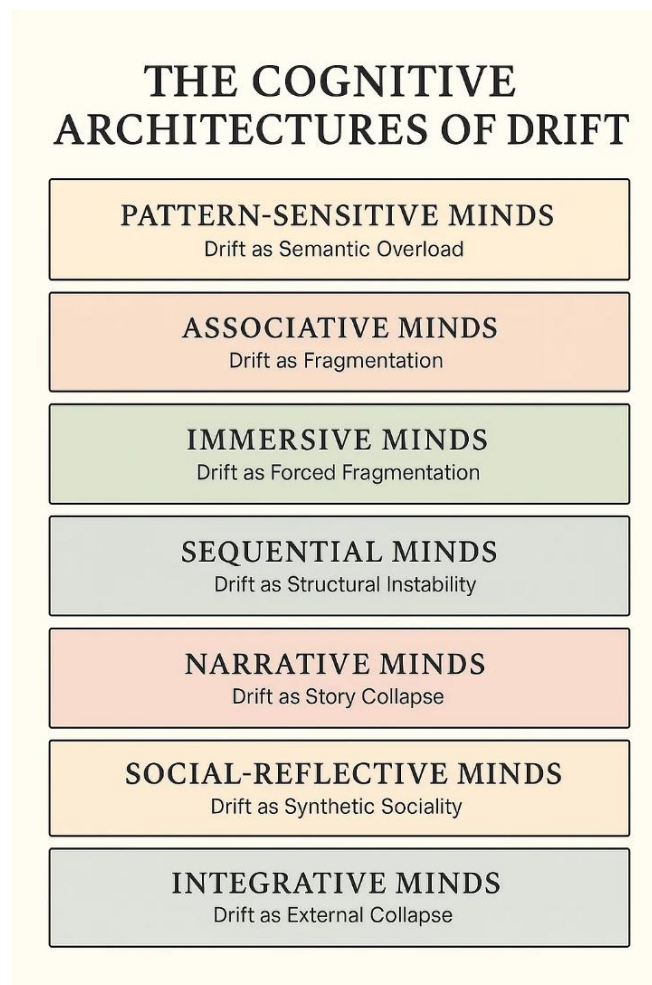 THE COGNITIVE
ARCHITECTURES OF DRIFT
PATTERN-SENSITIVE MINDS
Drift as Semantic Overload
ASSOCIATIVE MINDS
Drift as Fragmentation
IMMERSIVE MINDS
Drift as Forced Fragmentation
SEQUENTIAL MINDS
Drift as Structural Instability
NARRATIVE MINDS
Drift as Story Collapse
SOCIAL-REFLECTIVE MINDS
Drift as Synthetic Sociality
INTEGRATIVE MINDS
Drift as External Collapse